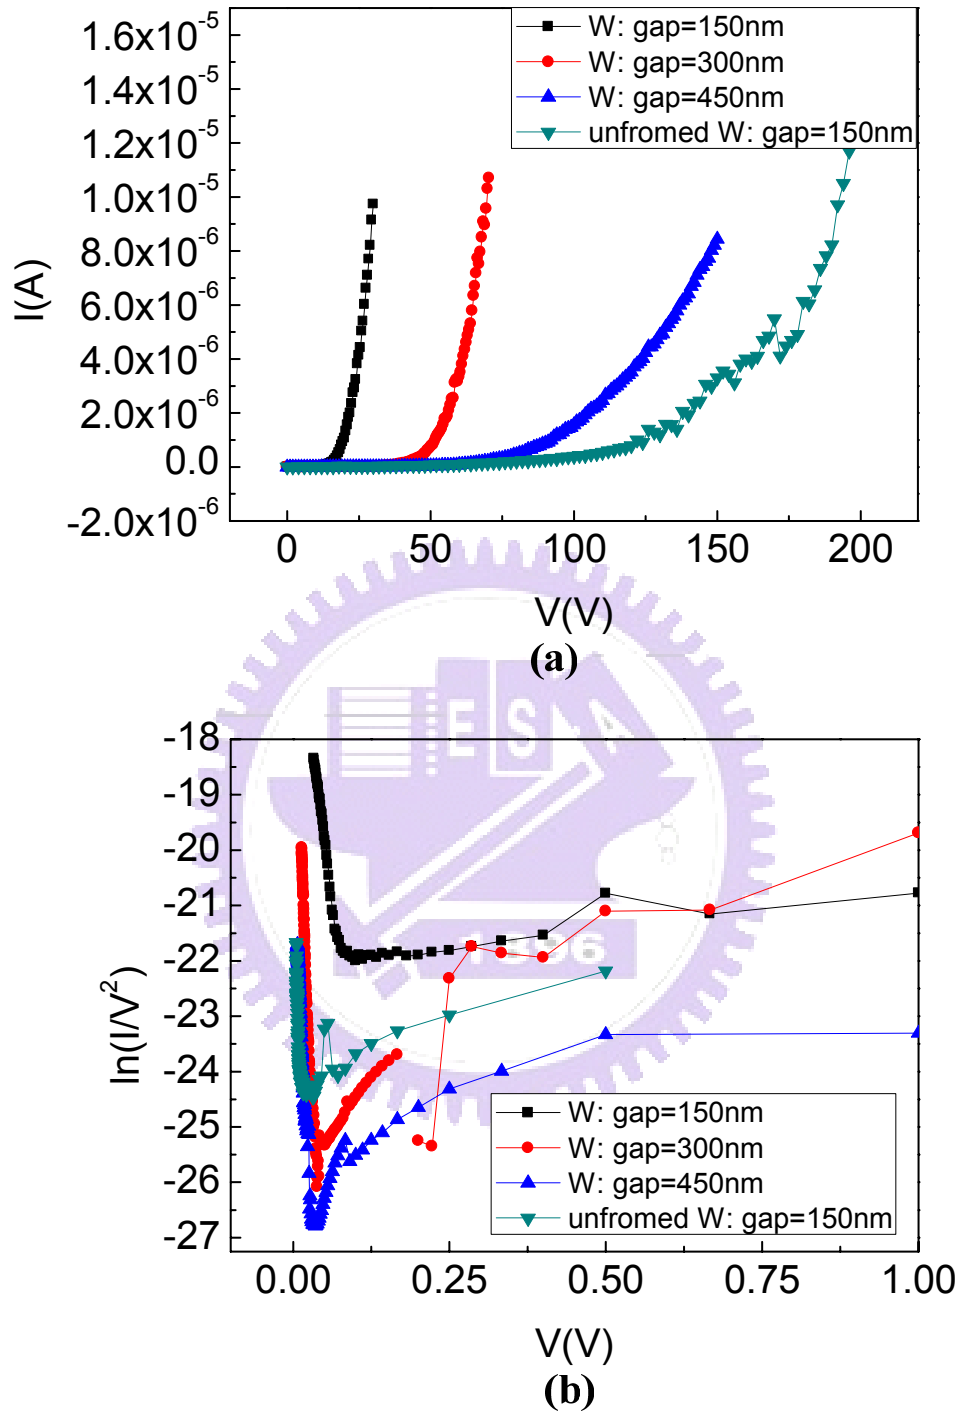 1.6x10^-5
1.4x10^-5
1.2x10^-5
1.0x10^-5
8.0x10^-6
6.0x10^-6
4.0x10^-6
2.0x10^-6
0.0
-2.0x10^-6
I(A)
W: gap=150nm
W: gap=300nm
W: gap=450nm
unfromed W: gap=150nm
0 50 100 150 200
V(V)
(a)
E S A
1896
-18
-19
-20
-21
-22
-23
-24
-25
-26
-27
ln(I/V^2)
W: gap=150nm
W: gap=300nm
W: gap=450nm
unfromed W: gap=150nm
0.00 0.25 0.50 0.75 1.00
V(V)
(b)